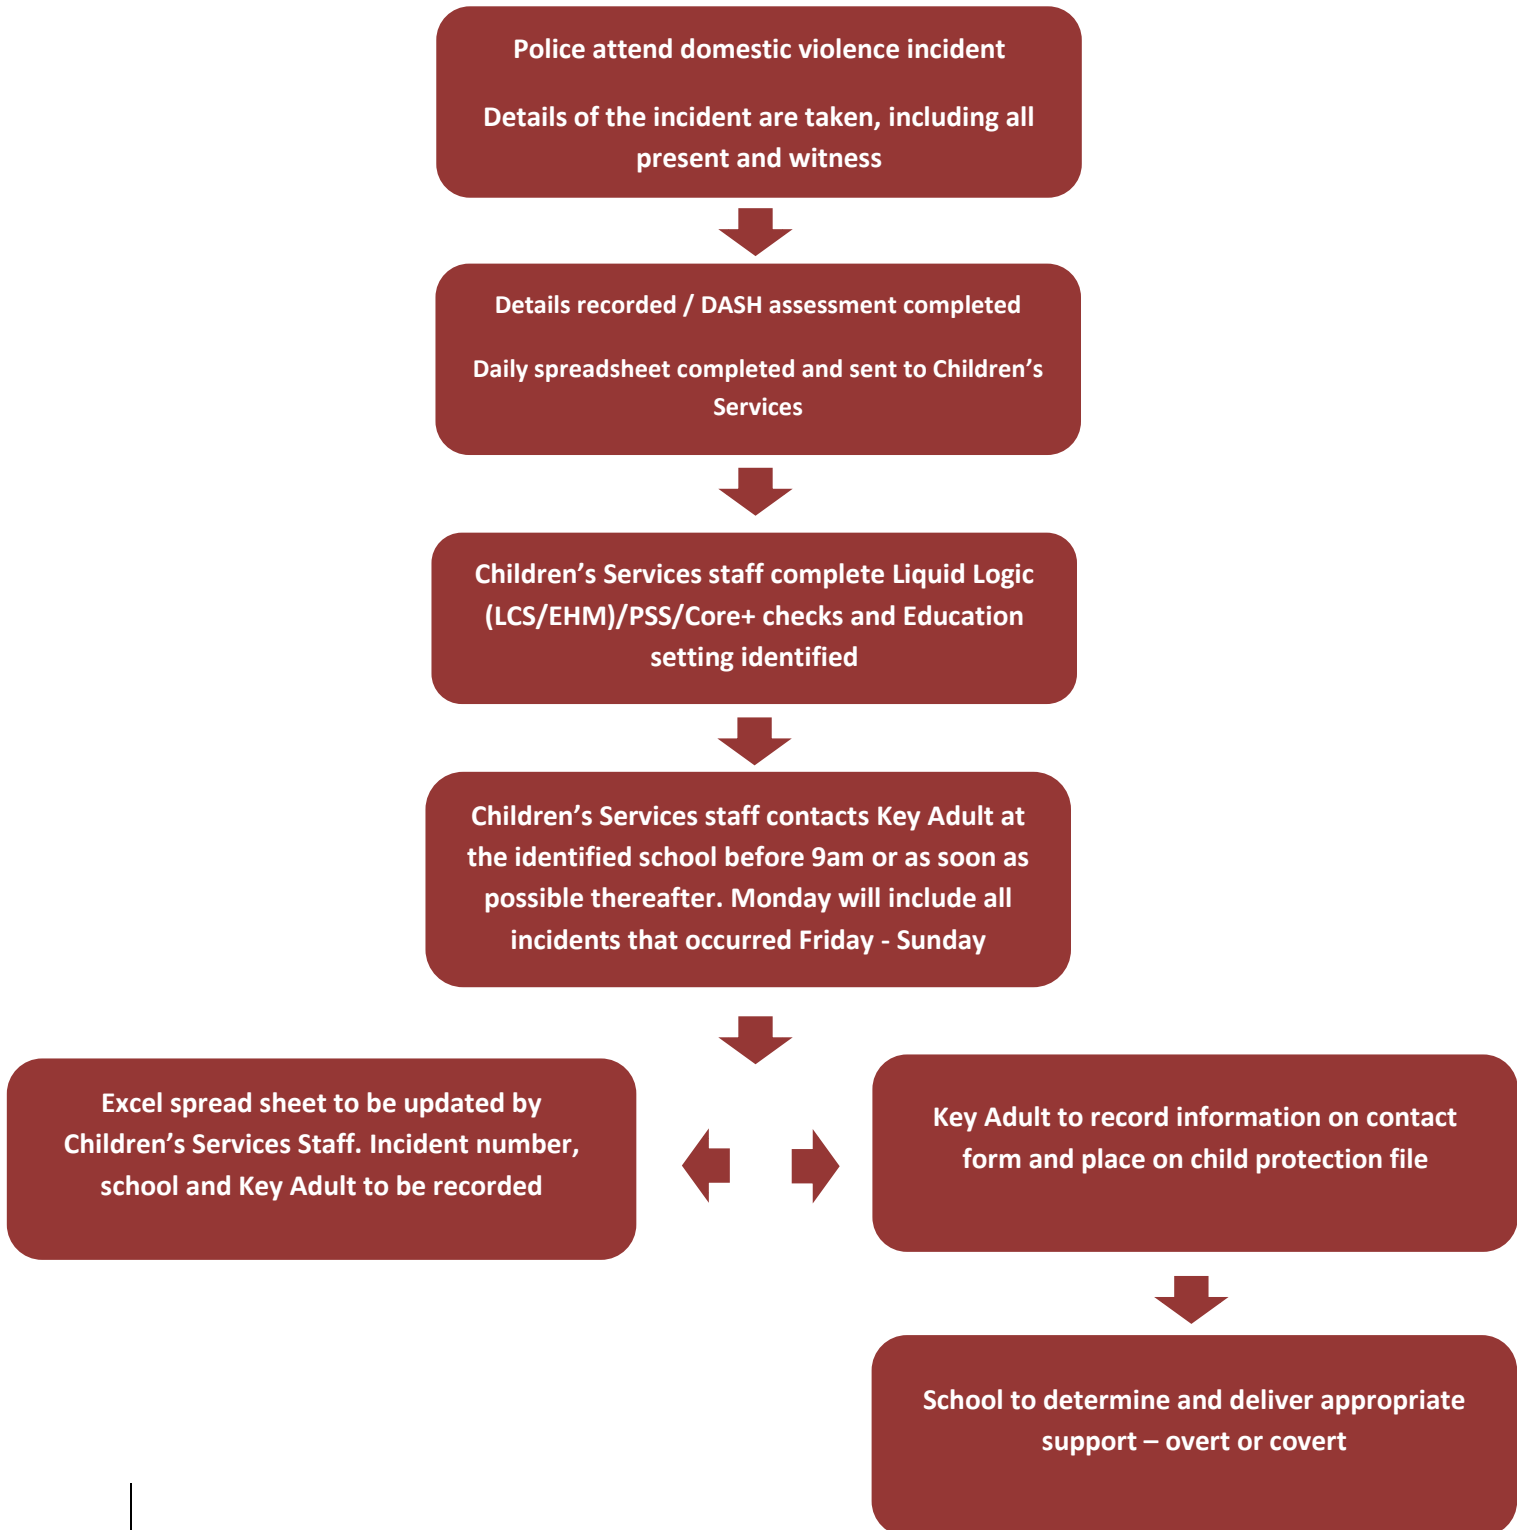 Police attend domestic violence incident
Details of the incident are taken, including all
present and witness
Details recorded / DASH assessment completed
Daily spreadsheet completed and sent to Children’s
Services
Children’s Services staff complete Liquid Logic
(LCS/EHM)/PSS/Core+ checks and Education
setting identified
Children’s Services staff contacts Key Adult at
the identified school before 9am or as soon as
possible thereafter. Monday will include all
incidents that occurred Friday - Sunday
Excel spread sheet to be updated by
Children’s Services Staff. Incident number,
school and Key Adult to be recorded
Key Adult to record information on contact
form and place on child protection file
School to determine and deliver appropriate
support – overt or covert